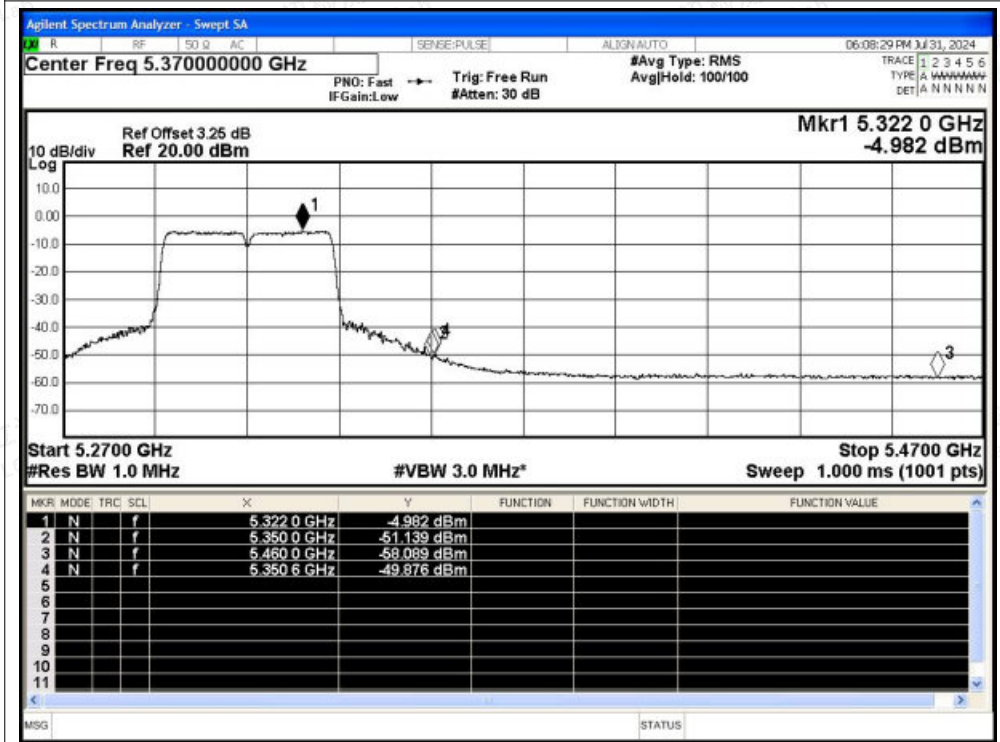 Agilent Spectrum Analyzer - Swept SA
LXI R RF 50 Ω AC SENSE:PULSE ALIGN AUTO 06:08:29 PM Jul 31, 2024
Center Freq 5.370000000 GHz #Avg Type: RMS TRACE 1 2 3 4 5 6
PNO: Fast Trig: Free Run Avg|Hold: 100/100 TYPE A WWWWW
IFGain:Low #Atten: 30 dB DET A N N N N N
Mkr1 5.322 0 GHz
Ref Offset 3.25 dB
10 dB/div Ref 20.00 dBm -4.982 dBm
Log
10.0
1
0.00
-10.0
-20.0
-30.0
-40.0
4
-50.0
3
-60.0
-70.0
Start 5.2700 GHz Stop 5.4700 GHz
#Res BW 1.0 MHz #VBW 3.0 MHz* Sweep 1.000 ms (1001 pts)
MKR MODE TRC SCL X Y FUNCTION FUNCTION WIDTH FUNCTION VALUE
1 N f 5.322 0 GHz -4.982 dBm
2 N f 5.350 0 GHz -51.139 dBm
3 N f 5.460 0 GHz -58.089 dBm
4 N f 5.350 6 GHz -49.876 dBm
5
6
7
8
9
10
11
MSG STATUS